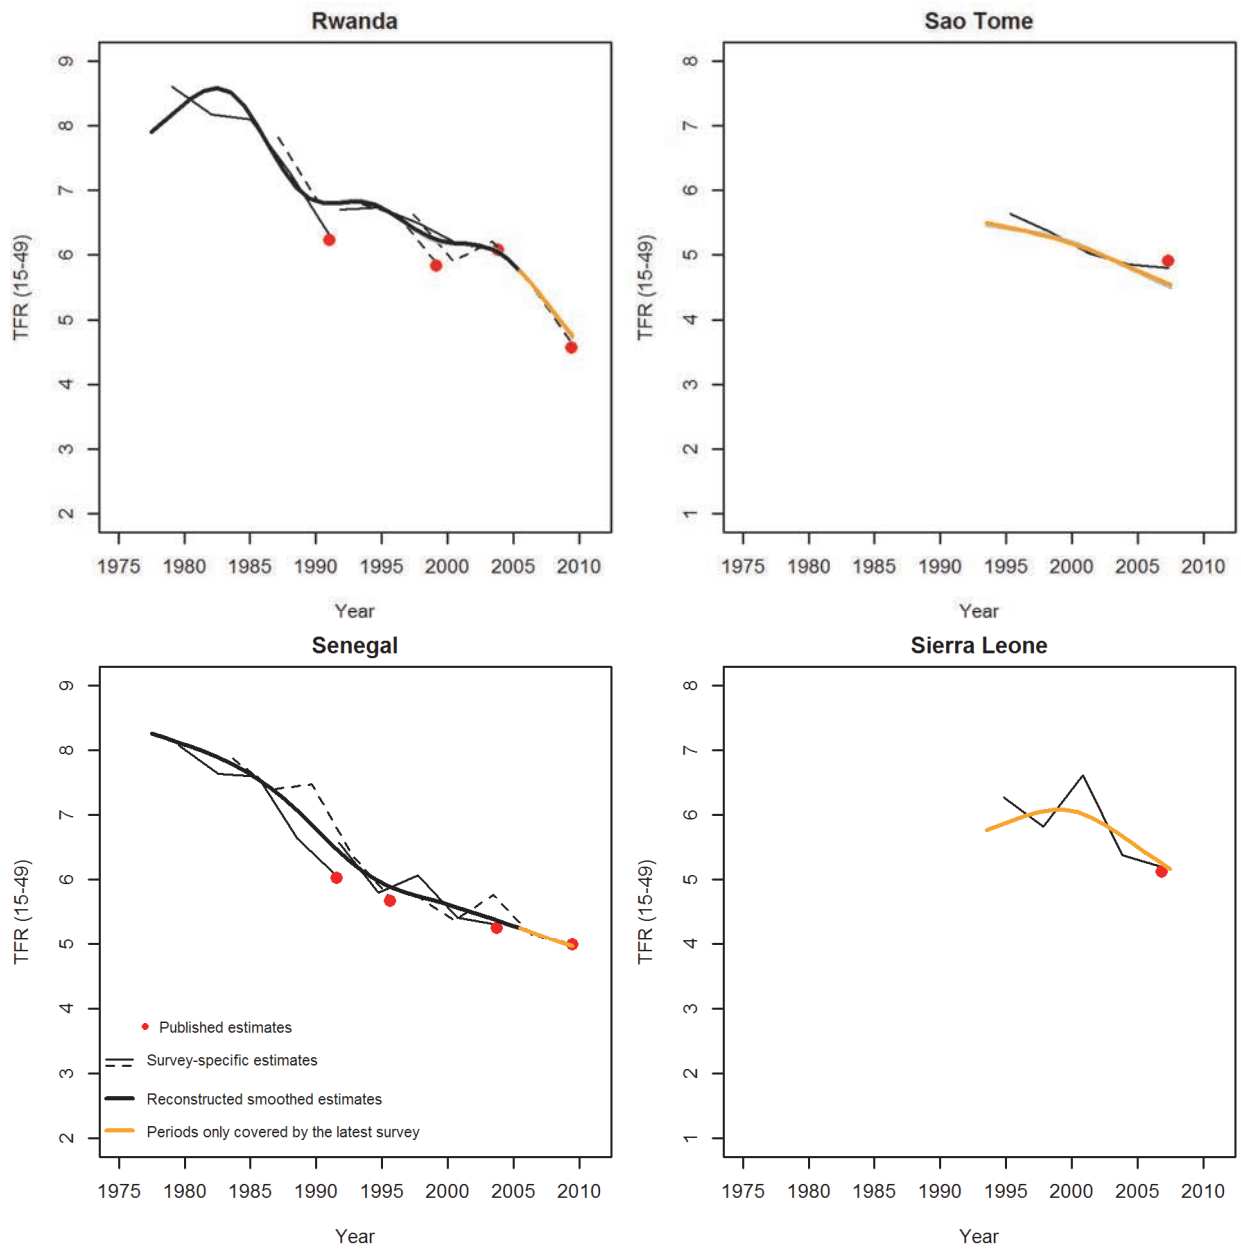 Rwanda
TFR (15-49)
9
8
7
6
5
4
3
2
1975 1980 1985 1990 1995 2000 2005 2010
Year
Sao Tome
TFR (15-49)
8
7
6
5
4
3
2
1
1975 1980 1985 1990 1995 2000 2005 2010
Year
Senegal
TFR (15-49)
9
8
7
6
5
4
3
2
Published estimates
Survey-specific estimates
Reconstructed smoothed estimates
Periods only covered by the latest survey
1975 1980 1985 1990 1995 2000 2005 2010
Year
Sierra Leone
TFR (15-49)
8
7
6
5
4
3
2
1
1975 1980 1985 1990 1995 2000 2005 2010
Year